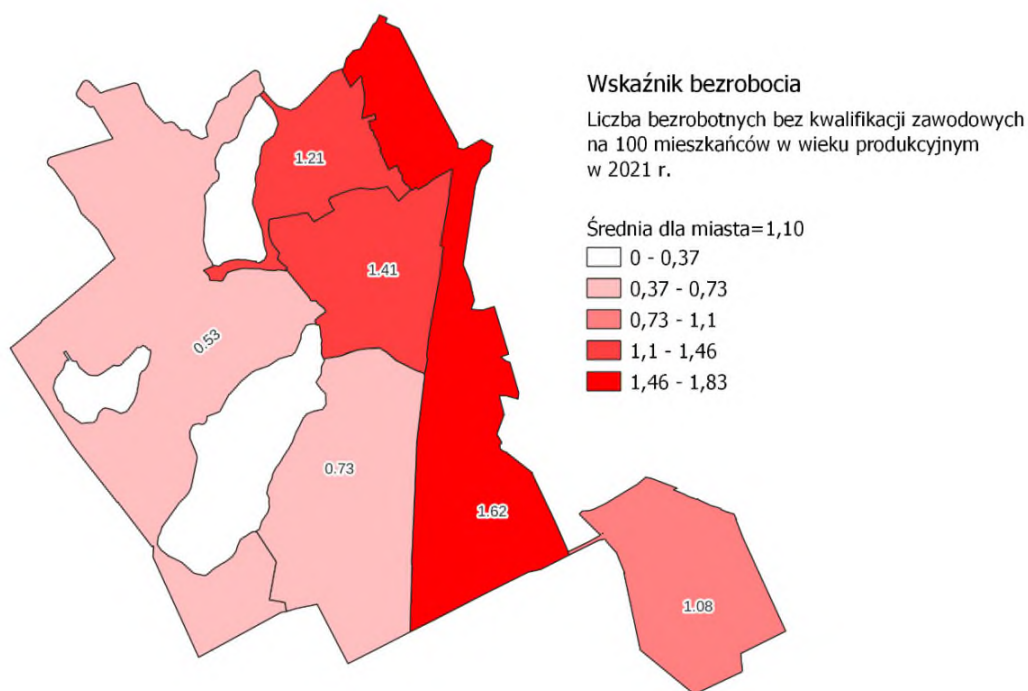 Wskaźnik bezrobocia
Liczba bezrobotnych bez kwalifikacji zawodowych
na 100 mieszkańców w wieku produkcyjnym
w 2021 r.
Średnia dla miasta=1,10
0 - 0,37
0,37 - 0,73
0,73 - 1,1
1,1 - 1,46
1,46 - 1,83
1.21
1.41
0.53
0.73
1.62
1.08